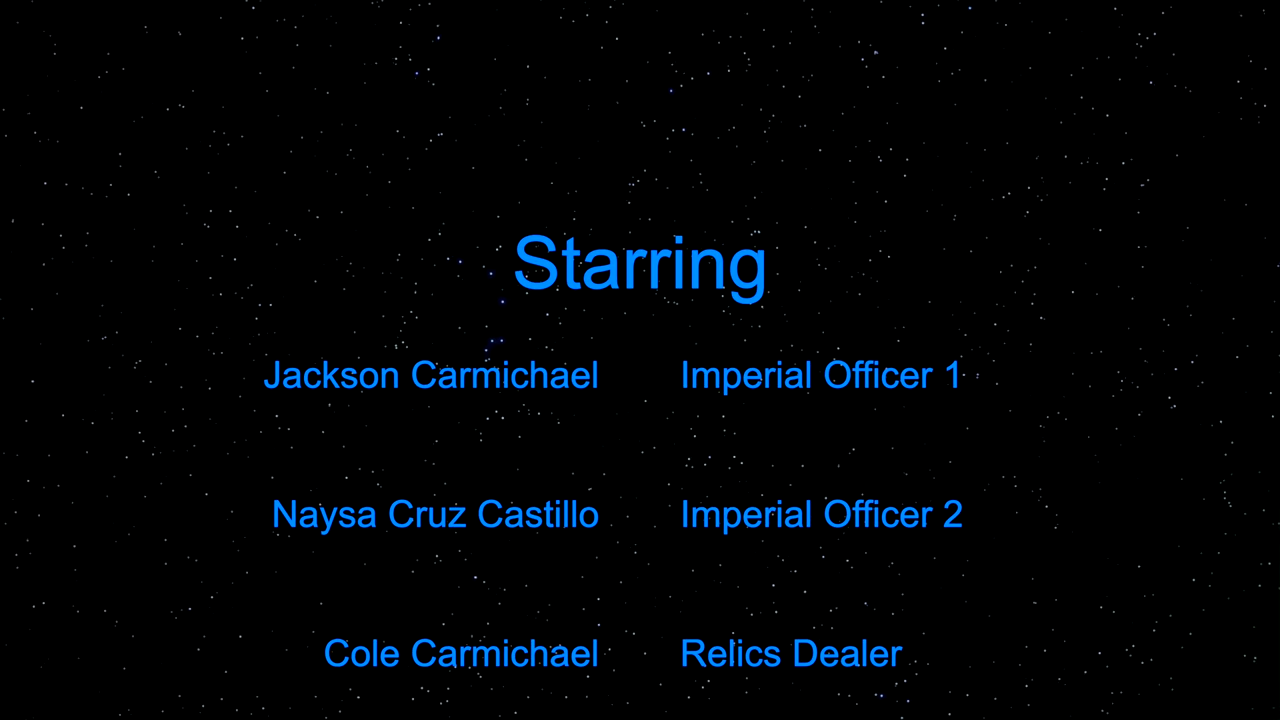 Starring
Jackson Carmichael Imperial Officer 1
Naysa Cruz Castillo Imperial Officer 2
Cole Carmichael Relics Dealer